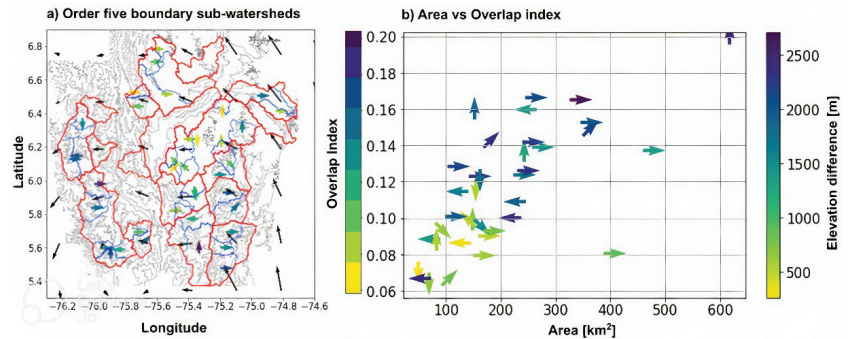 a) Order five boundary sub-watersheds
b) Area vs Overlap index
6.8
6.6
6.4
6.2
6.0
5.8
5.6
5.4
Latitude
−76.2 −76.0 −75.8 −75.6 −75.4 −75.2 −75.0 −74.8 −74.6
Longitude
Overlap Index
0.20
0.18
0.16
0.14
0.12
0.10
0.08
0.06
100 200 300 400 500 600
Area [km²]
2500
2000
1500
1000
500
Elevation difference [m]